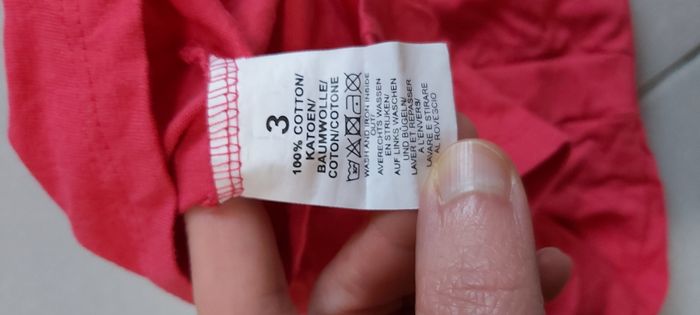 3
100% COTTON/
KATOEN/
BAUMWOLLE/
COTON/COTONE
WASH AND IRON INSIDE
OUT/
AVERECHTS WASSEN
EN STRIJKEN/
AUF LINKS WASCHEN
UND BÜGELN/
LAVER ET REPASSER
A L'ENVERS/
LAVARE E STIRARE
AL ROVESCIO